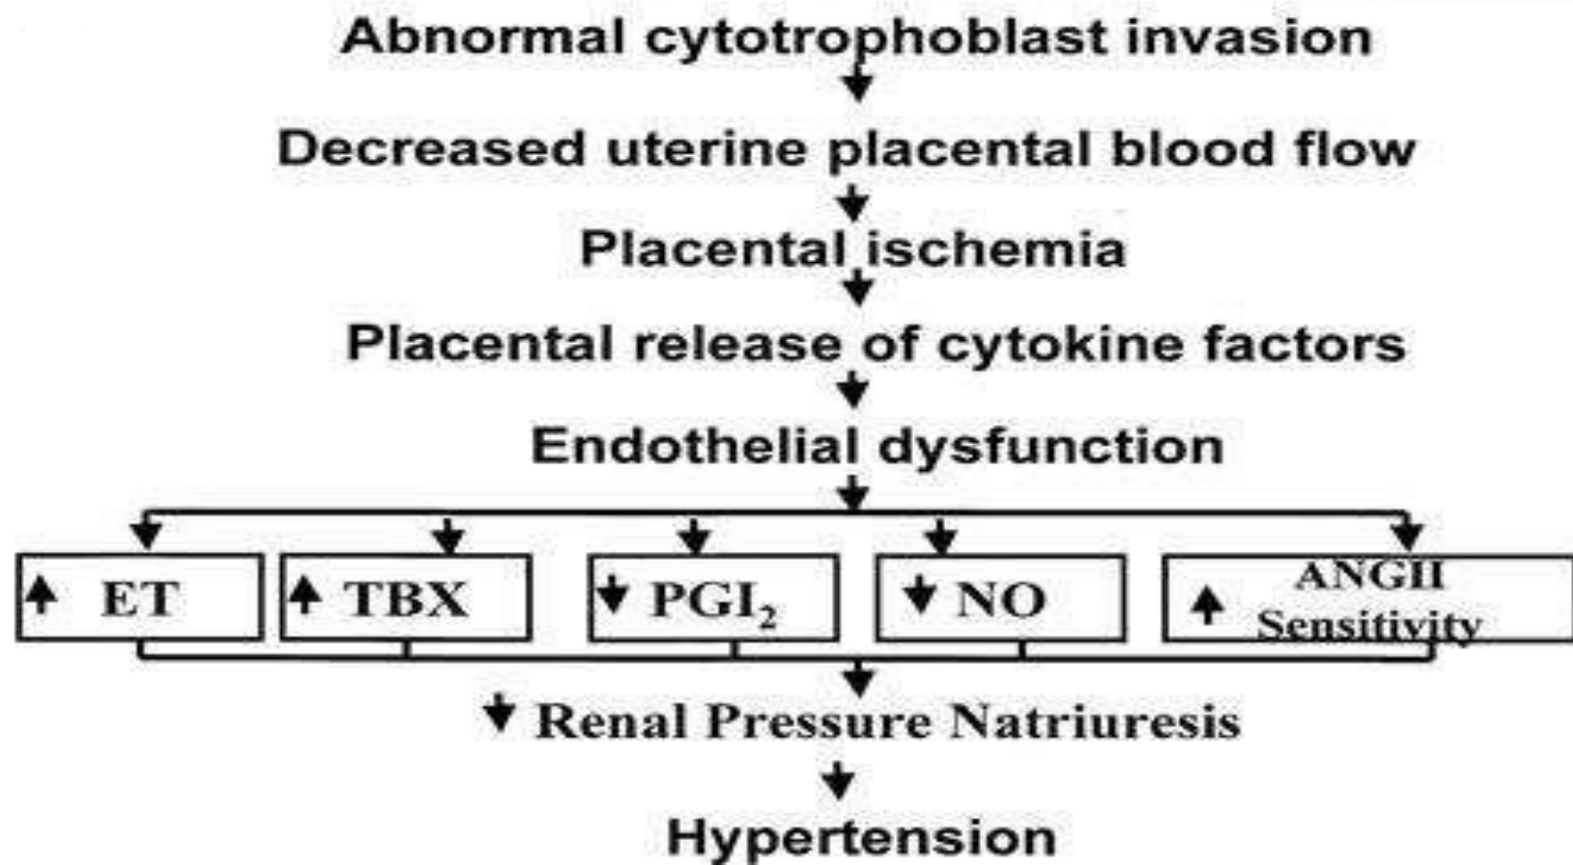 Abnormal cytotrophoblast invasion
Decreased uterine placental blood flow
Placental ischemia
Placental release of cytokine factors
Endothelial dysfunction
ET
TBX
PGI₂
NO
ANGII
Sensitivity
Renal Pressure Natriuresis
Hypertension